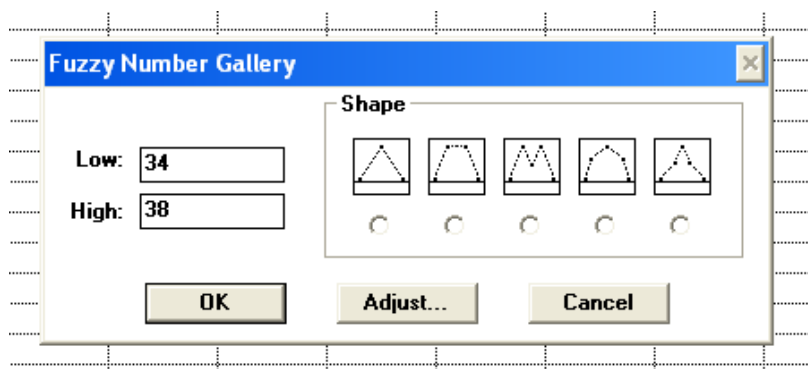 Fuzzy Number Gallery
Shape
Low: 34
High: 38
OK Adjust... Cancel